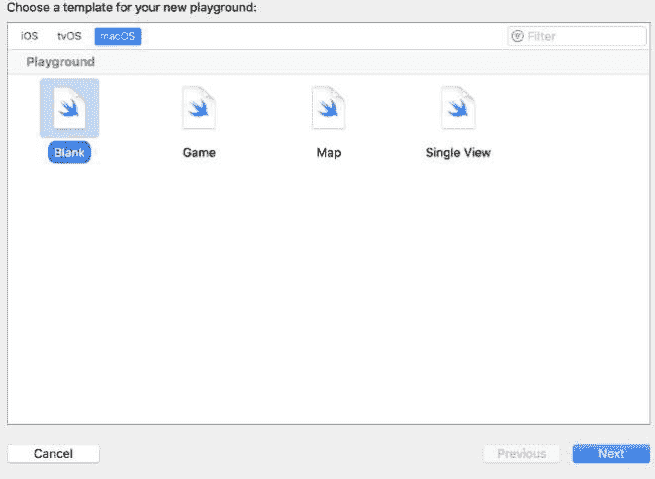 Choose a template for your new playground:
iOS tvOS macOS Filter
Playground
Blank Game Map Single View
Cancel Previous Next